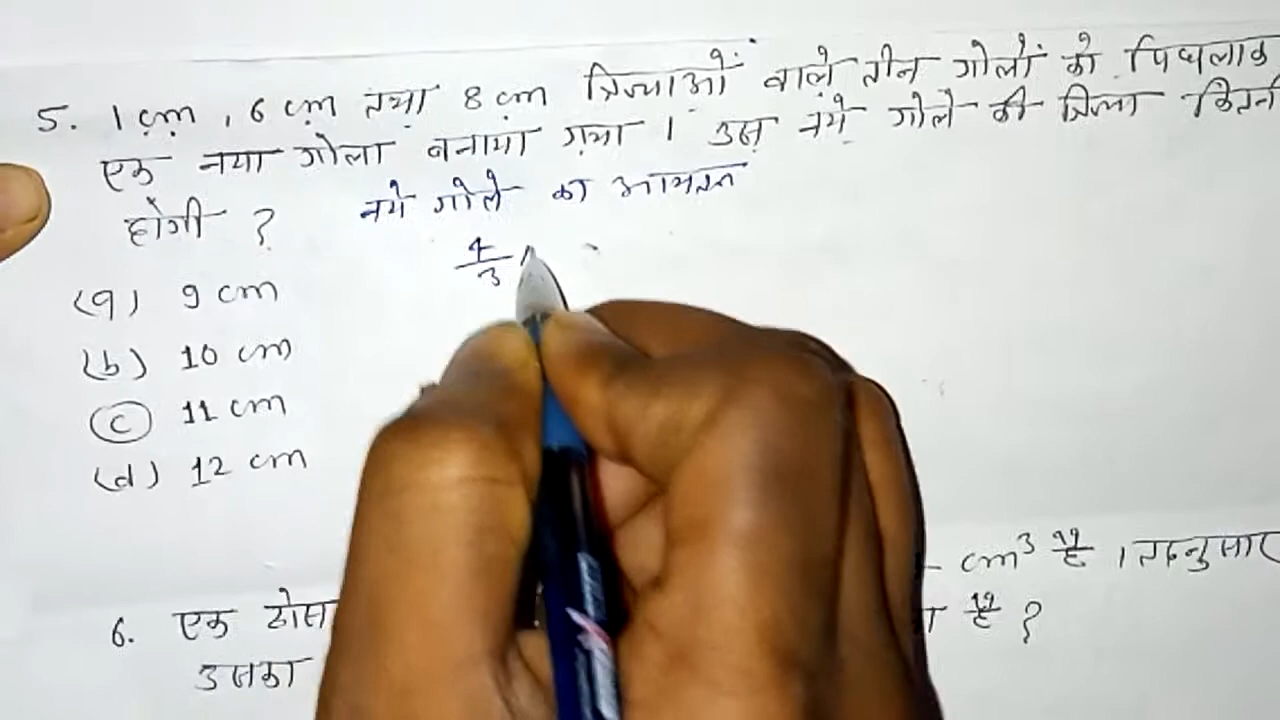 5. 1 cm , 6 cm तथा 8 cm त्रिज्याओं वाले तीन गोलों को पिघलाक
एक नया गोला बनाया गया । उस नये गोले की त्रिज्या कितनी
होगी ?
नये गोले का आयतन
4/3
(a) 9 cm
(b) 10 cm
(c) 11 cm
(d) 12 cm
cm³ है । तदनुसार
6. एक ठोस है ?
उसका